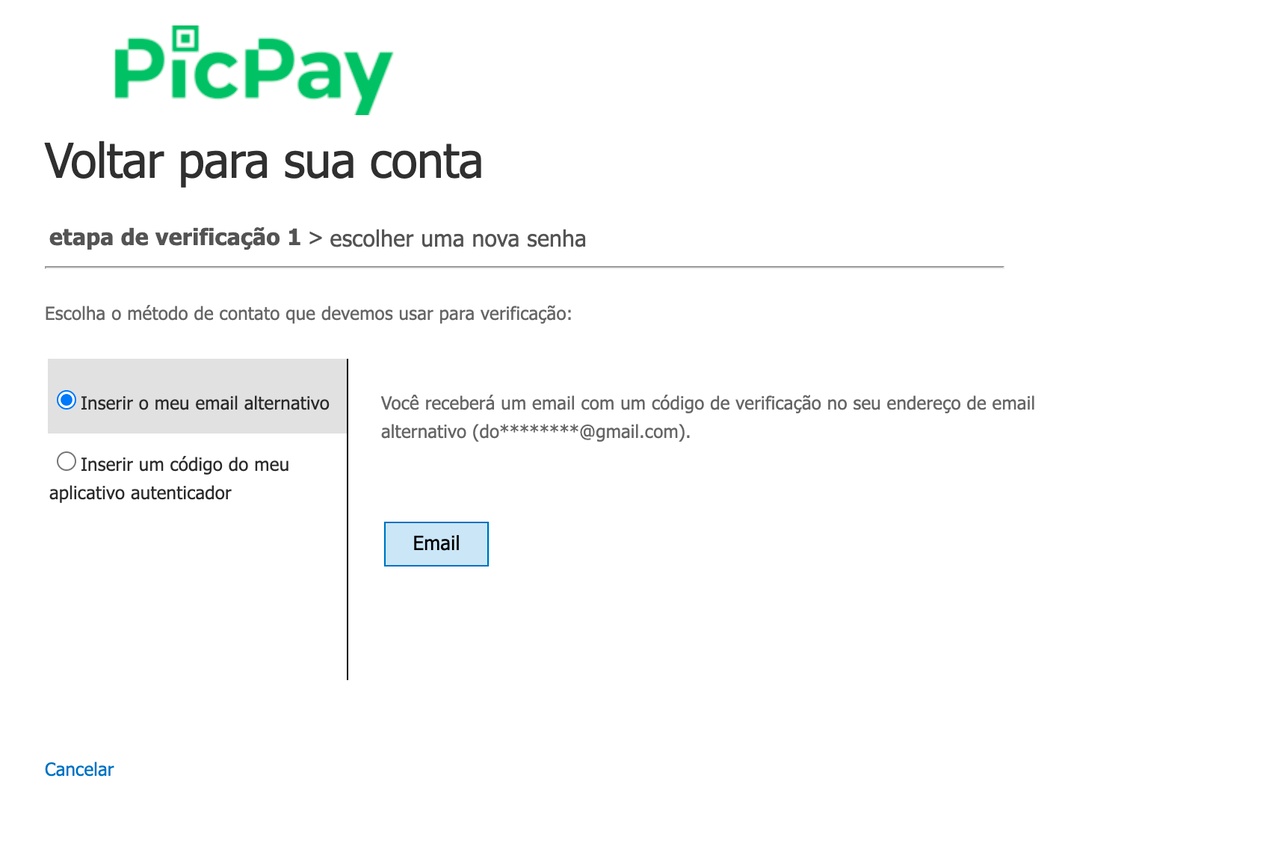 PicPay
Voltar para sua conta
etapa de verificação 1 > escolher uma nova senha
Escolha o método de contato que devemos usar para verificação:
Inserir o meu email alternativo
Inserir um código do meu
aplicativo autenticador
Você receberá um email com um código de verificação no seu endereço de email
alternativo (do********@gmail.com).
Email
Cancelar